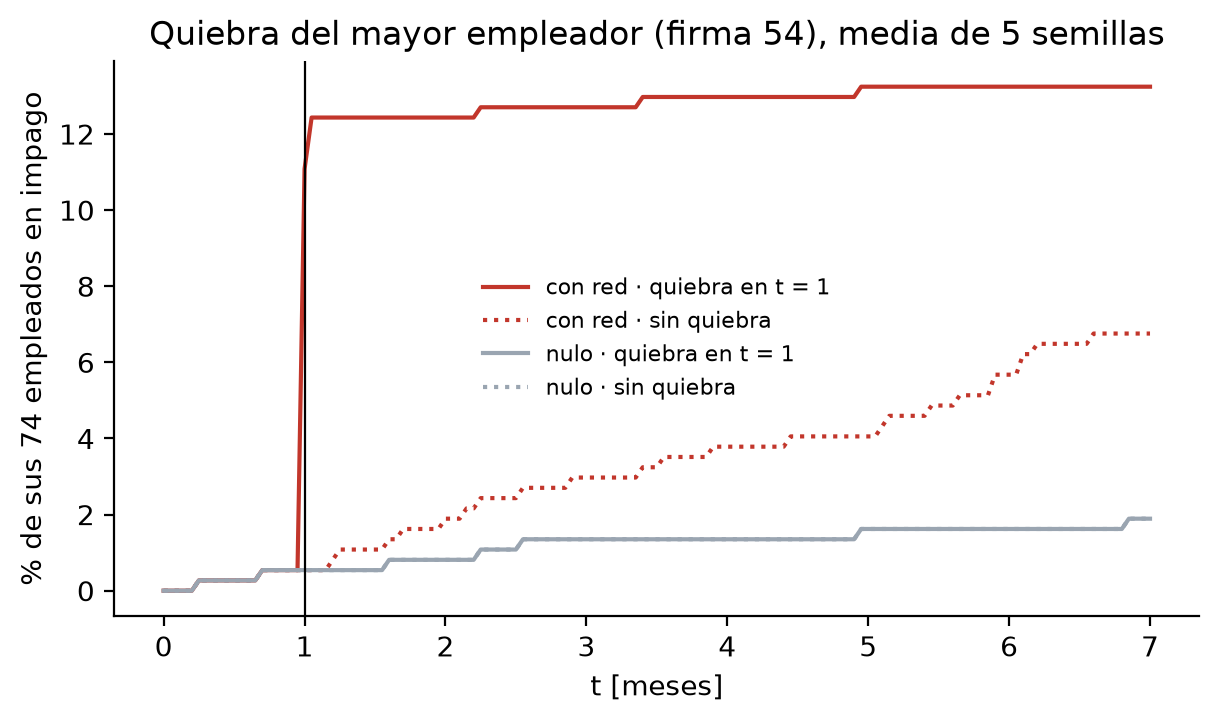 Quiebra del mayor empleador (firma 54), media de 5 semillas
% de sus 74 empleados en impago
12
10
8
6
4
2
0
con red · quiebra en t = 1
con red · sin quiebra
nulo · quiebra en t = 1
nulo · sin quiebra
0 1 2 3 4 5 6 7
t [meses]